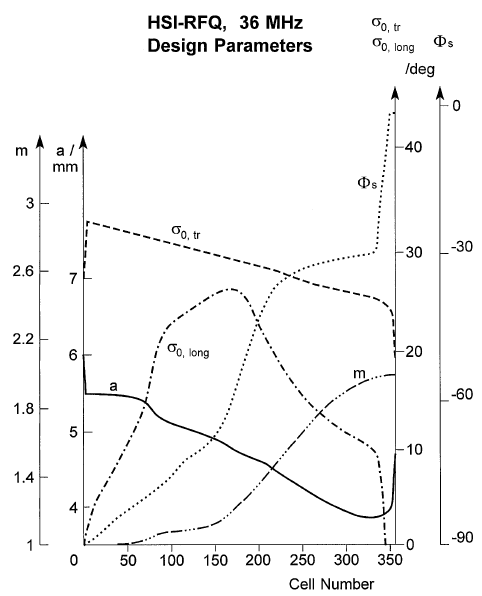 HSI-RFQ, 36 MHz
Design Parameters
σ0, tr
σ0, long Φs
/deg
m a /
mm
0
40
Φs
3
σ0, tr
30 -30
2.6 7
2.2 σ0, long
6 20
m
-60
1.8 a
5
10
1.4
4
1 0 -90
0 50 100 150 200 250 300 350
Cell Number